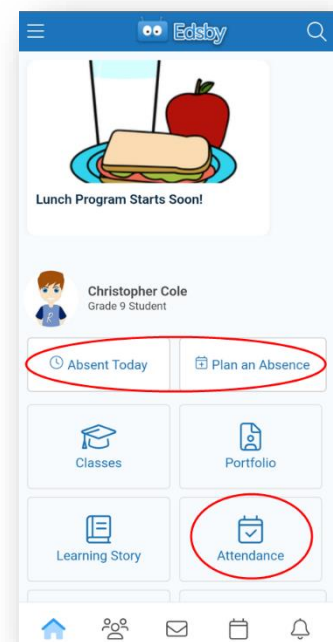 Edsby
Lunch Program Starts Soon!
Christopher Cole
Grade 9 Student
Absent Today
Plan an Absence
Classes
Portfolio
Learning Story
Attendance